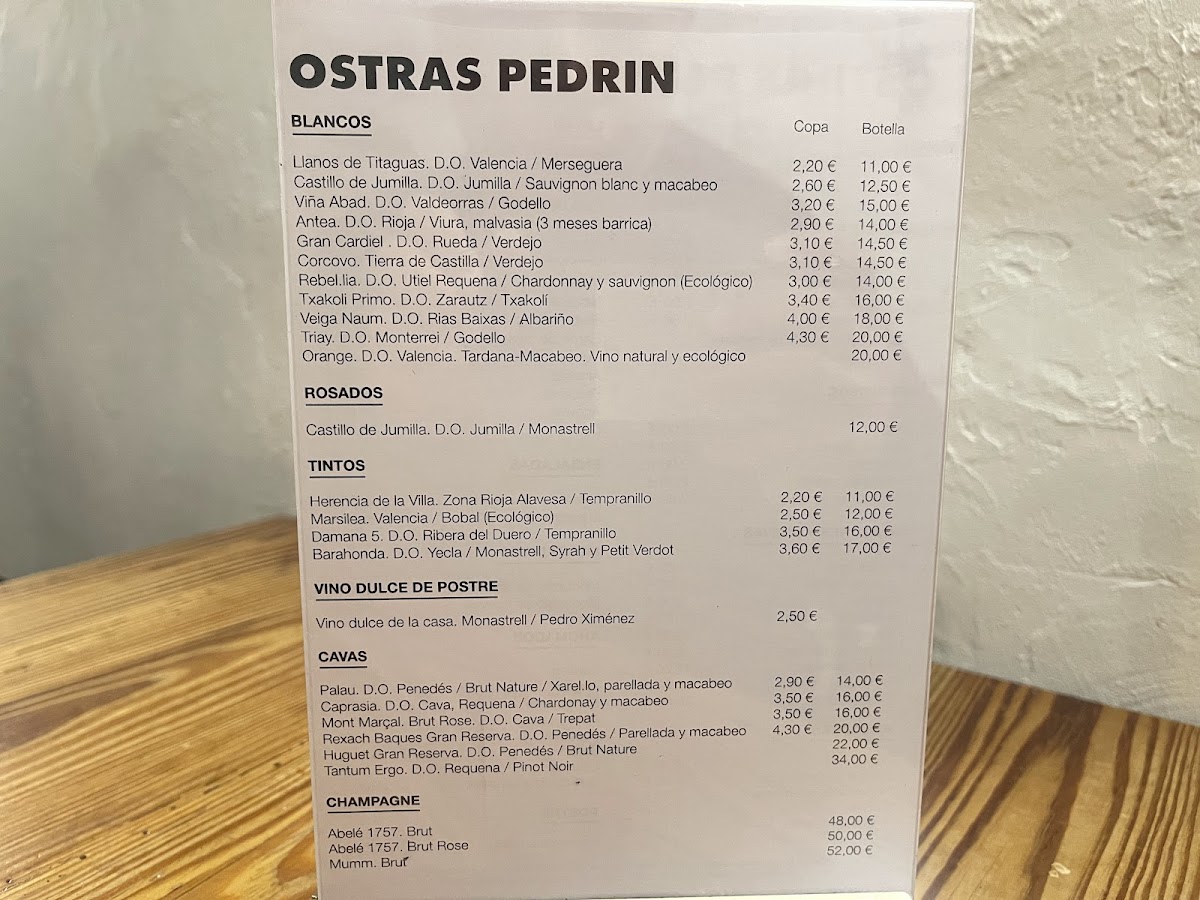 OSTRAS PEDRIN
BLANCOS Copa Botella
Llanos de Titaguas. D.O. Valencia / Merseguera 2,20 € 11,00 €
Castillo de Jumilla. D.O. Jumilla / Sauvignon blanc y macabeo 2,60 € 12,50 €
Viña Abad. D.O. Valdeorras / Godello 3,20 € 15,00 €
Antea. D.O. Rioja / Viura, malvasia (3 meses barrica) 2,90 € 14,00 €
Gran Cardiel . D.O. Rueda / Verdejo 3,10 € 14,50 €
Corcovo. Tierra de Castilla / Verdejo 3,10 € 14,50 €
Rebel.lia. D.O. Utiel Requena / Chardonnay y sauvignon (Ecológico) 3,00 € 14,00 €
Txakoli Primo. D.O. Zarautz / Txakolí 3,40 € 16,00 €
Veiga Naum. D.O. Rias Baixas / Albariño 4,00 € 18,00 €
Triay. D.O. Monterrei / Godello 4,30 € 20,00 €
Orange. D.O. Valencia. Tardana-Macabeo. Vino natural y ecológico 20,00 €
ROSADOS
Castillo de Jumilla. D.O. Jumilla / Monastrell 12,00 €
TINTOS
Herencia de la Villa. Zona Rioja Alavesa / Tempranillo 2,20 € 11,00 €
Marsilea. Valencia / Bobal (Ecológico) 2,50 € 12,00 €
Damana 5. D.O. Ribera del Duero / Tempranillo 3,50 € 16,00 €
Barahonda. D.O. Yecla / Monastrell, Syrah y Petit Verdot 3,60 € 17,00 €
VINO DULCE DE POSTRE
Vino dulce de la casa. Monastrell / Pedro Ximénez 2,50 €
CAVAS
Palau. D.O. Penedés / Brut Nature / Xarel.lo, parellada y macabeo 2,90 € 14,00 €
Caprasia. D.O. Cava, Requena / Chardonay y macabeo 3,50 € 16,00 €
Mont Marçal. Brut Rose. D.O. Cava / Trepat 3,50 € 16,00 €
Rexach Baques Gran Reserva. D.O. Penedés / Parellada y macabeo 4,30 € 20,00 €
Huguet Gran Reserva. D.O. Penedés / Brut Nature 22,00 €
Tantum Ergo. D.O. Requena / Pinot Noir 34,00 €
CHAMPAGNE
Abelé 1757. Brut 48,00 €
Abelé 1757. Brut Rose 50,00 €
Mumm. Brut 52,00 €